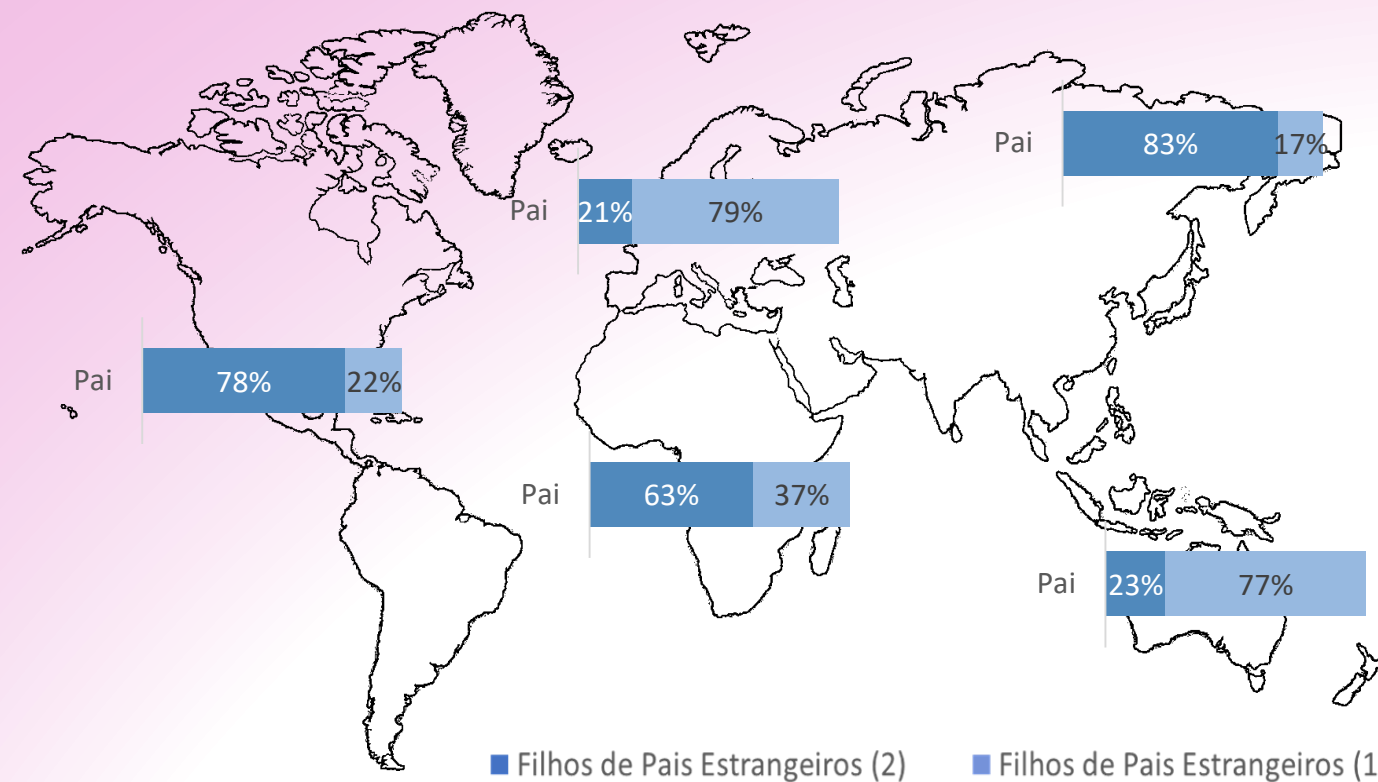 Pai 83% 17%
Pai 21% 79%
Pai 78% 22%
Pai 63% 37%
Pai 23% 77%
Filhos de Pais Estrangeiros (2) Filhos de Pais Estrangeiros (1